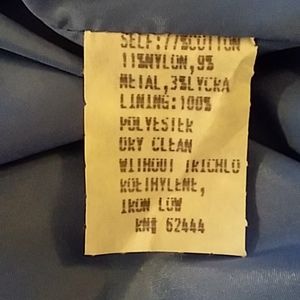 SELF:77%COTTON
11%NYLON,9%
METAL,3%LYCRA
LINING:100%
POLYESTER
DRY CLEAN
WITHOUT TRICHLO
ROETHYLENE,
IRON LOW
RN# 62444